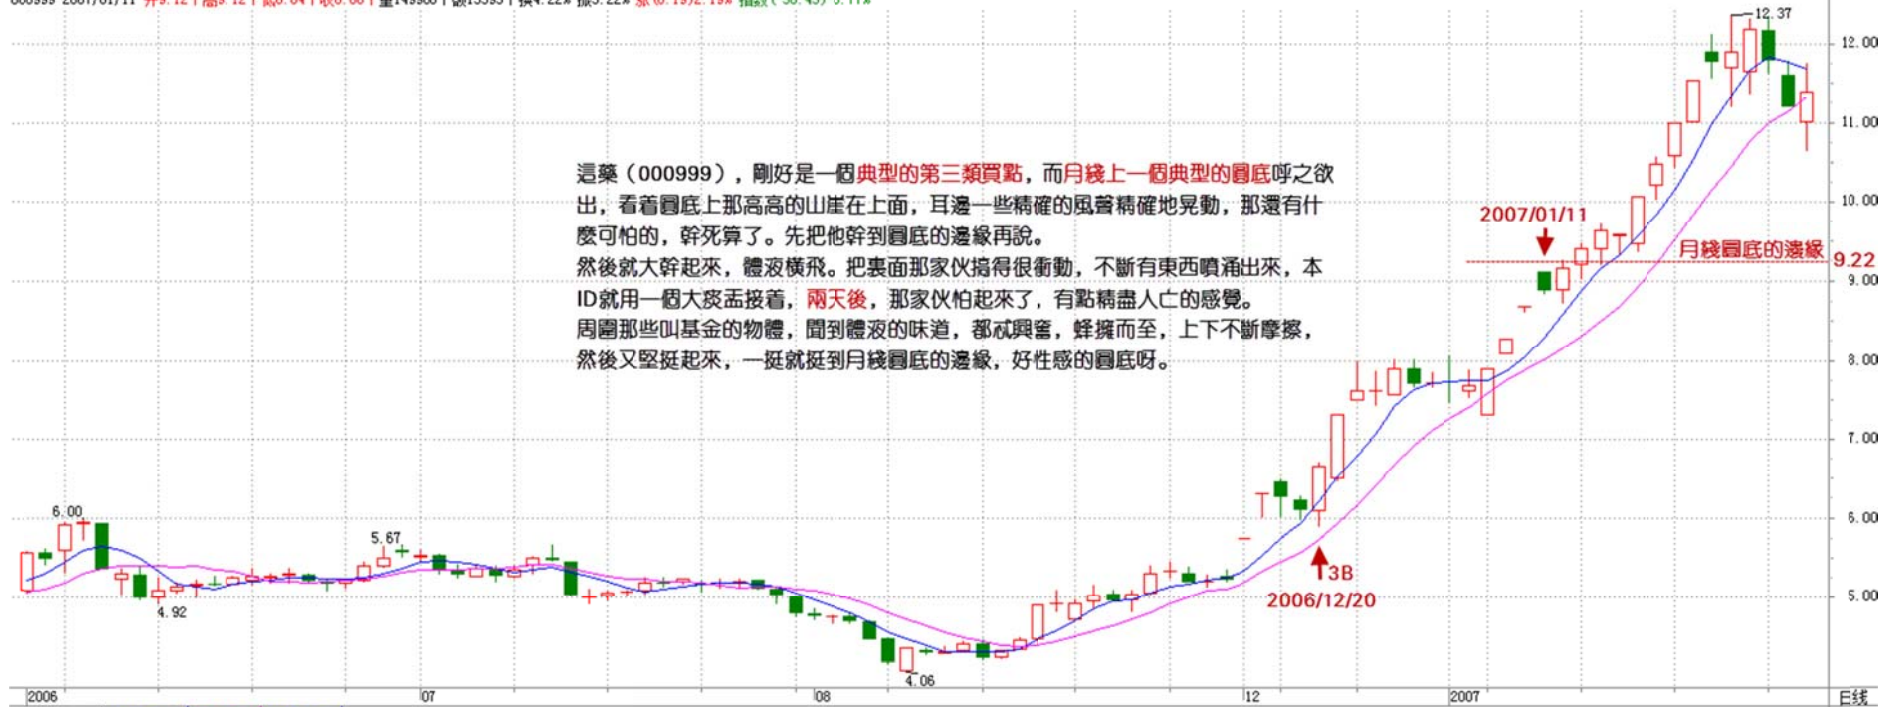 12.37
12.00
11.00
這藥（000999），剛好是一個典型的第三類買點，而月綫上一個典型的圓底呼之欲
出，看着圓底上那高高的山崖在上面，耳邊一些精確的風聲精確地晃動，那還有什
麼可怕的，幹死算了。先把他幹到圓底的邊緣再說。
然後就大幹起來，體液橫飛。把裏面那家伙搞得很衝動，不斷有東西噴涌出來，本
ID就用一個大痰盂接着，兩天後，那家伙怕起來了，有點精盡人亡的感覺。
周圍那些叫基金的物體，聞到體液的味道，都忒興奮，蜂擁而至，上下不斷摩擦，
然後又堅挺起來，一挺就挺到月綫圓底的邊緣，好性感的圓底呀。
10.00
2007/01/11
月綫圓底的邊緣
9.22
9.00
8.00
7.00
6.00
6.00
5.67
3B
2006/12/20
5.00
4.92
4.06
2006
07
08
12
2007
日线